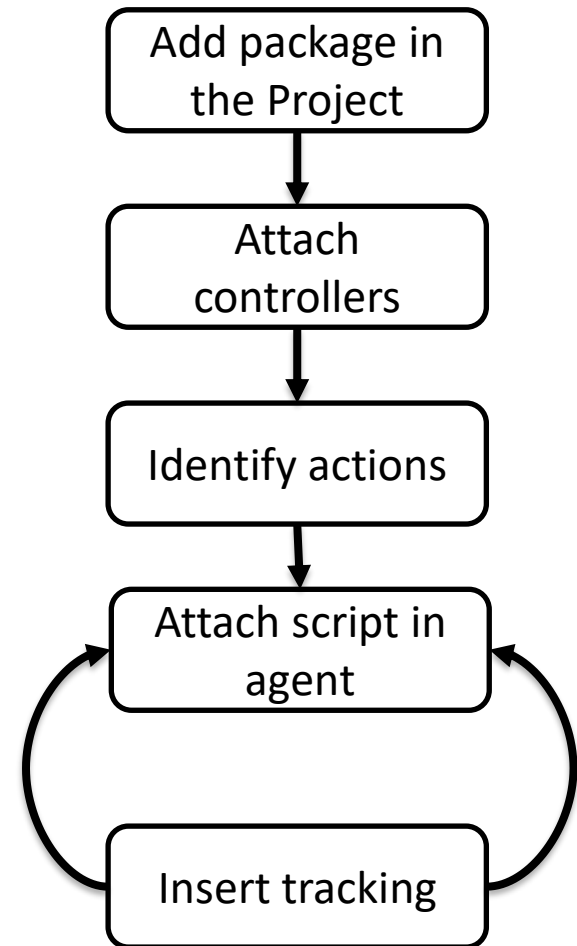 Add package in
the Project
Attach
controllers
Identify actions
Attach script in
agent
Insert tracking